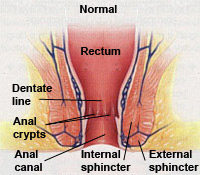 Normal
Rectum
Dentate
line
Anal
crypts
Anal
canal
Internal
sphincter
External
sphincter